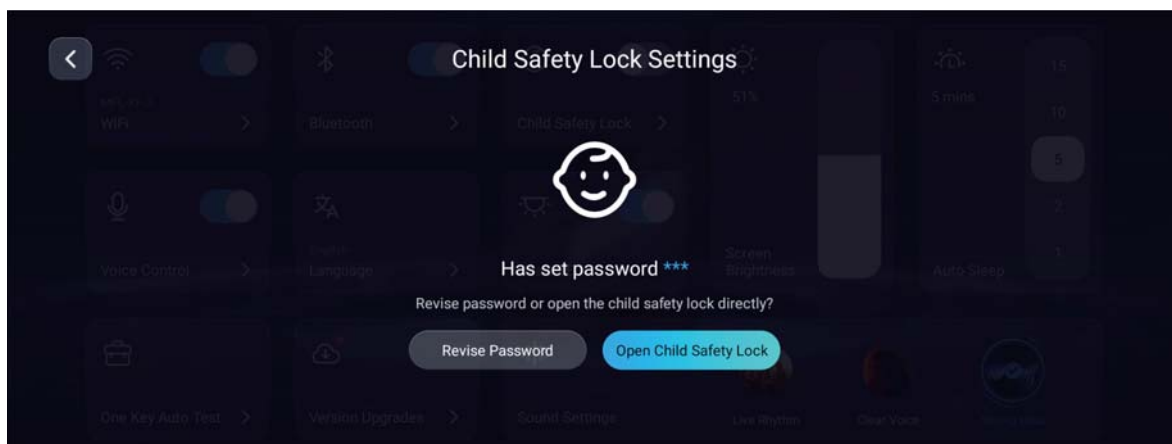 Child Safety Lock Settings
51%
5 mins
15
10
WiFi
Bluetooth
Child Safety Lock
5
2
Language
Has set password ***
Screen
Brightness
1
Voice Control
Auto Sleep
Revise password or open the child safety lock directly?
Revise Password
Open Child Safety Lock
One Key Auto Test
Version Upgrades
Sound Settings
Live Rhythm
Clear Voice